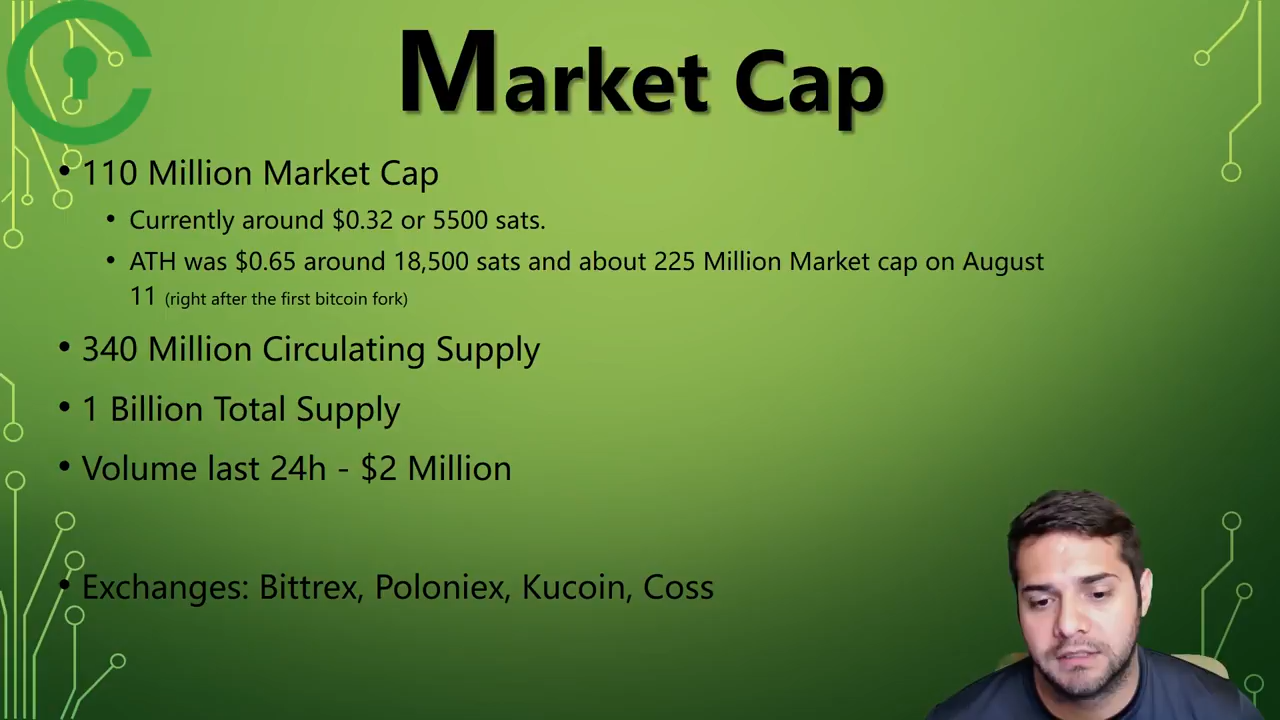 Market Cap
• 110 Million Market Cap
• Currently around $0.32 or 5500 sats.
• ATH was $0.65 around 18,500 sats and about 225 Million Market cap on August
11 (right after the first bitcoin fork)
• 340 Million Circulating Supply
• 1 Billion Total Supply
• Volume last 24h - $2 Million
• Exchanges: Bittrex, Poloniex, Kucoin, Coss